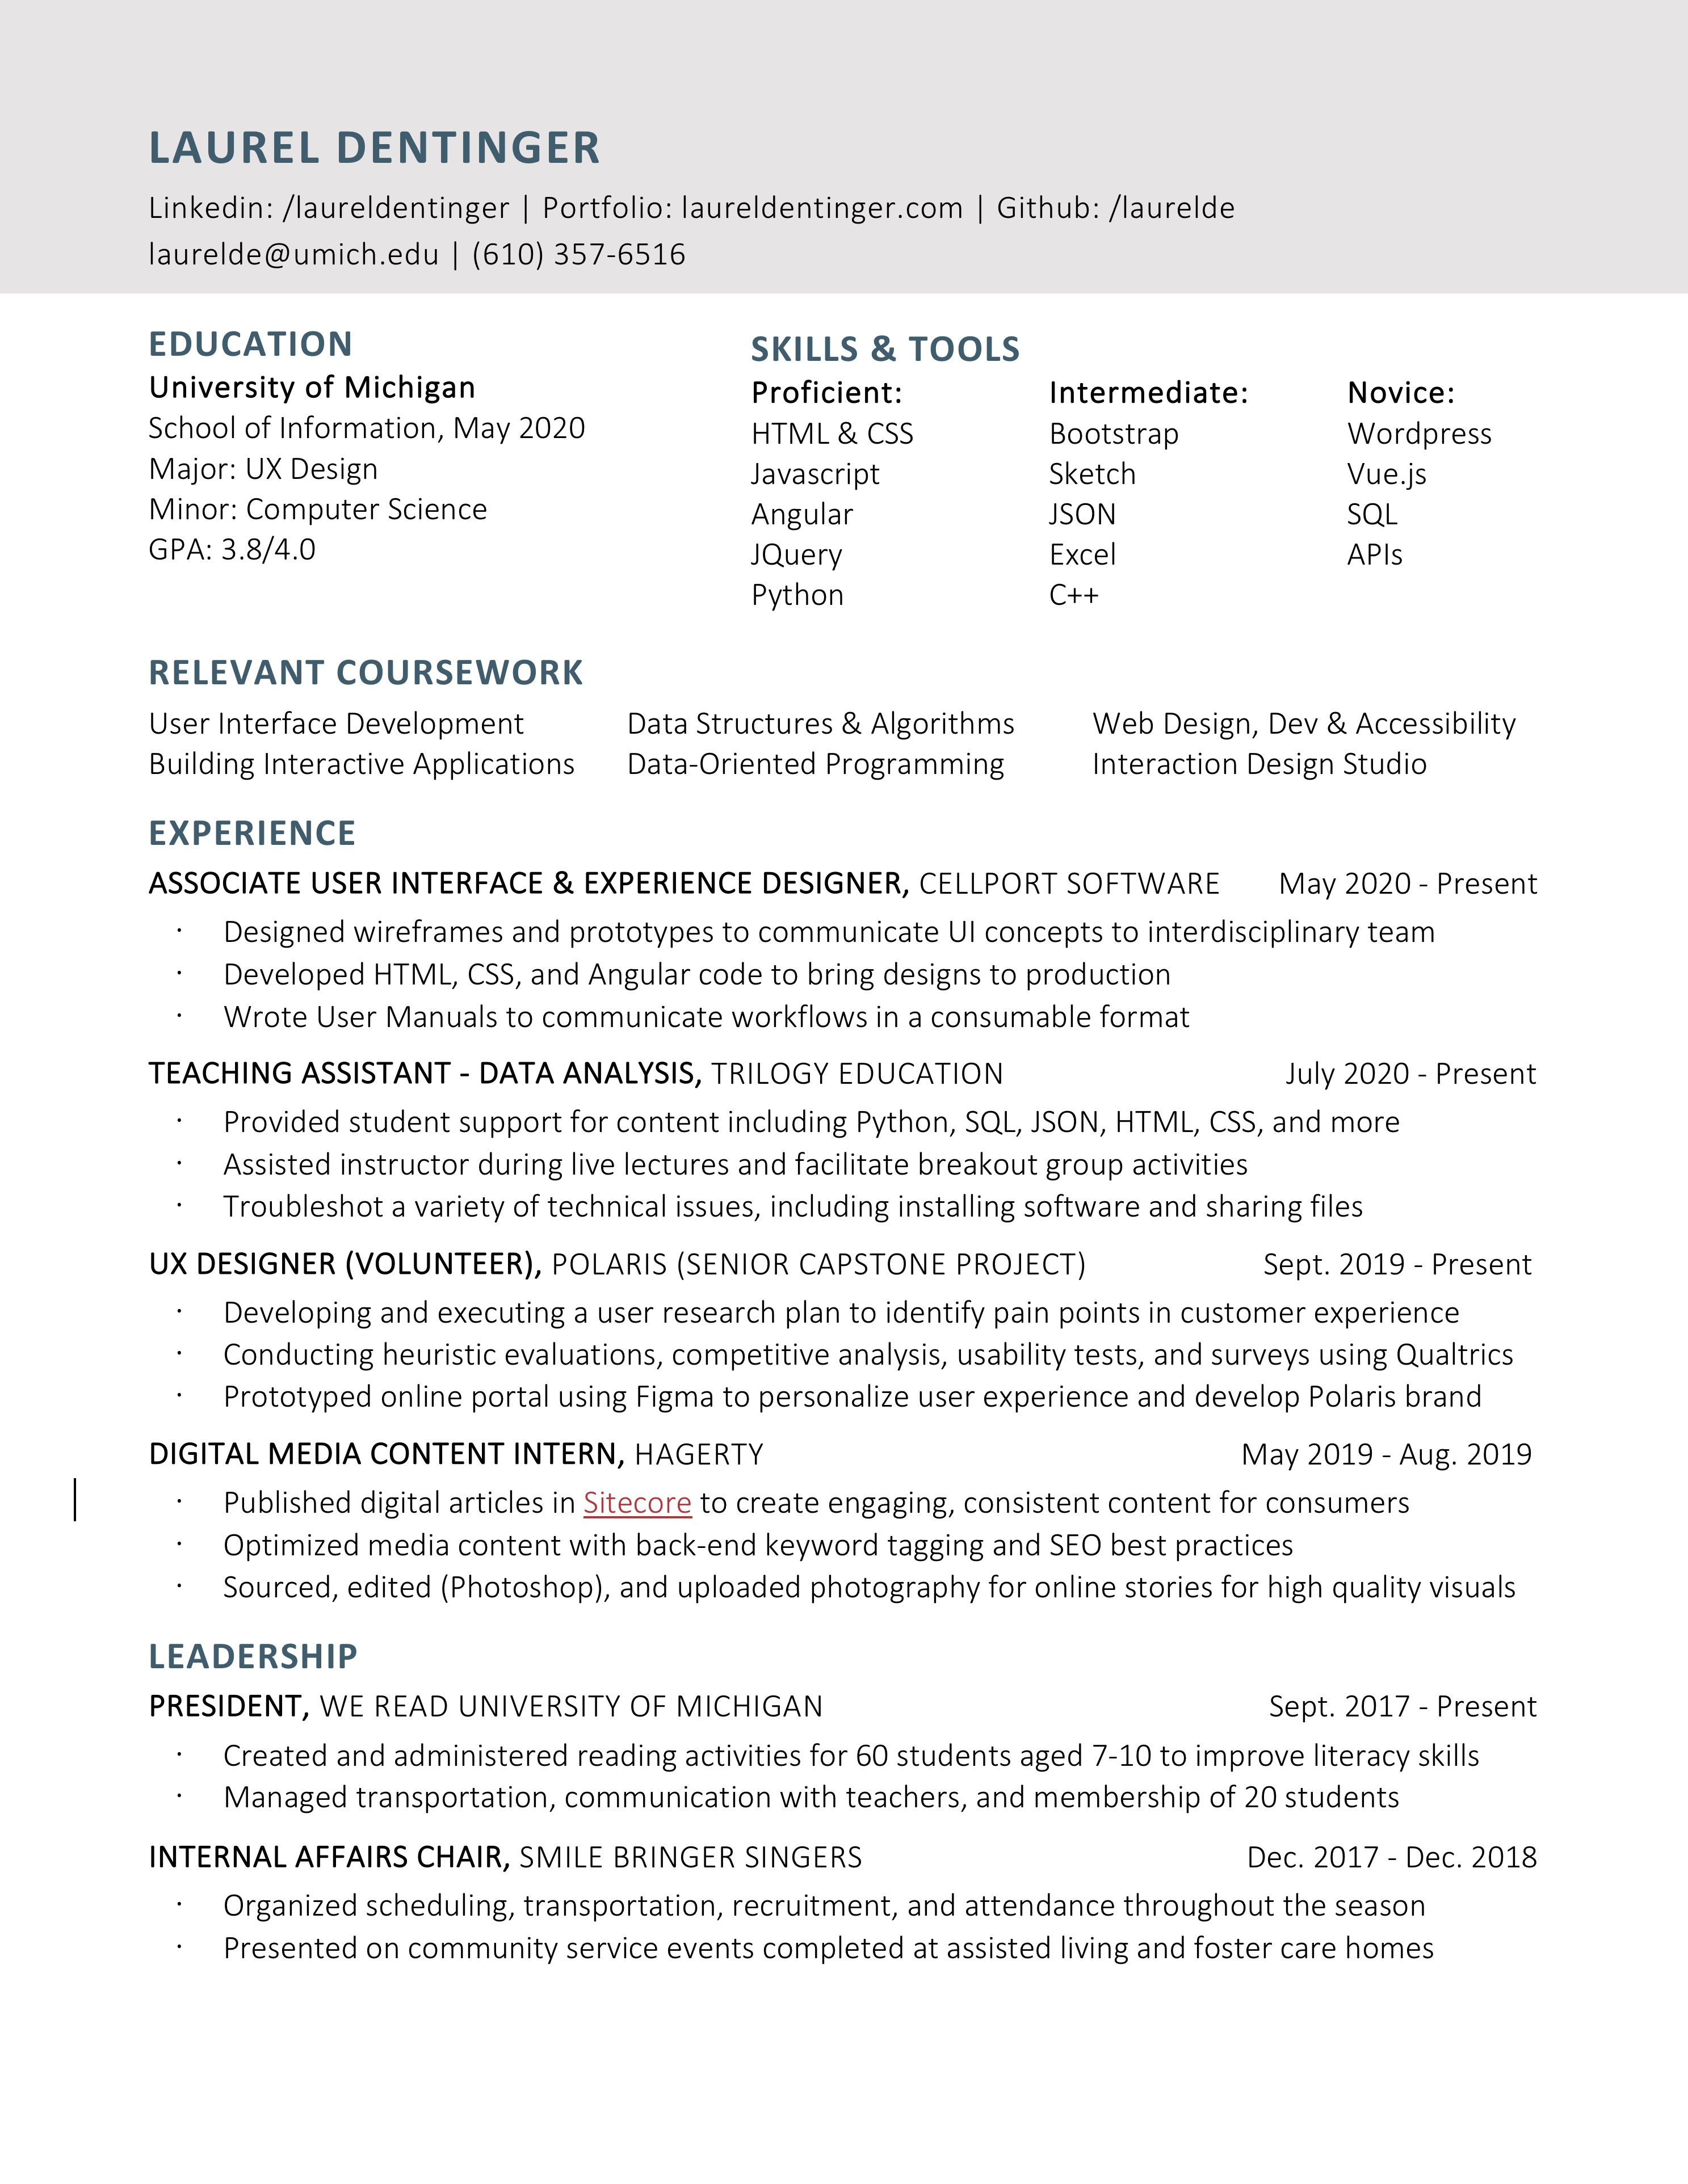 LAUREL DENTINGER
Linkedin: /laureldentinger | Portfolio: laureldentinger.com | Github: /laurelde
laurelde@umich.edu | (610) 357-6516
EDUCATION
University of Michigan
School of Information, May 2020
Major: UX Design
Minor: Computer Science
GPA: 3.8/4.0
SKILLS & TOOLS
Proficient:
HTML & CSS
Javascript
Angular
JQuery
Python
Intermediate:
Bootstrap
Sketch
JSON
Excel
C++
Novice:
Wordpress
Vue.js
SQL
APIs
RELEVANT COURSEWORK
User Interface Development Data Structures & Algorithms Web Design, Dev & Accessibility
Building Interactive Applications Data-Oriented Programming Interaction Design Studio
EXPERIENCE
ASSOCIATE USER INTERFACE & EXPERIENCE DESIGNER, CELLPORT SOFTWARE May 2020 - Present
· Designed wireframes and prototypes to communicate UI concepts to interdisciplinary team
· Developed HTML, CSS, and Angular code to bring designs to production
· Wrote User Manuals to communicate workflows in a consumable format
TEACHING ASSISTANT - DATA ANALYSIS, TRILOGY EDUCATION July 2020 - Present
· Provided student support for content including Python, SQL, JSON, HTML, CSS, and more
· Assisted instructor during live lectures and facilitate breakout group activities
· Troubleshot a variety of technical issues, including installing software and sharing files
UX DESIGNER (VOLUNTEER), POLARIS (SENIOR CAPSTONE PROJECT) Sept. 2019 - Present
· Developing and executing a user research plan to identify pain points in customer experience
· Conducting heuristic evaluations, competitive analysis, usability tests, and surveys using Qualtrics
· Prototyped online portal using Figma to personalize user experience and develop Polaris brand
DIGITAL MEDIA CONTENT INTERN, HAGERTY May 2019 - Aug. 2019
· Published digital articles in Sitecore to create engaging, consistent content for consumers
· Optimized media content with back-end keyword tagging and SEO best practices
· Sourced, edited (Photoshop), and uploaded photography for online stories for high quality visuals
LEADERSHIP
PRESIDENT, WE READ UNIVERSITY OF MICHIGAN Sept. 2017 - Present
· Created and administered reading activities for 60 students aged 7-10 to improve literacy skills
· Managed transportation, communication with teachers, and membership of 20 students
INTERNAL AFFAIRS CHAIR, SMILE BRINGER SINGERS Dec. 2017 - Dec. 2018
· Organized scheduling, transportation, recruitment, and attendance throughout the season
· Presented on community service events completed at assisted living and foster care homes